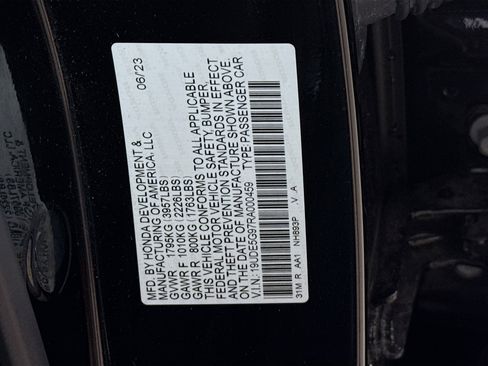 MFD. BY HONDA DEVELOPMENT &
MANUFACTURING OF AMERICA, LLC
06/23
GVWR 1795KG (3957LBS)
GAWR F 1010KG (2226LBS)
GAWR R 800KG (1763LBS)
THIS VEHICLE CONFORMS TO ALL APPLICABLE
FEDERAL MOTOR VEHICLE SAFETY, BUMPER,
& THEFT PREVENTION STANDARDS IN EFFECT
ON THE DATE OF MANUFACTURE SHOWN ABOVE.
V.I.N.: 19UDE5G97RA000459 TYPE:PASSENGER CAR
31M R AA1 NH893P .V .A